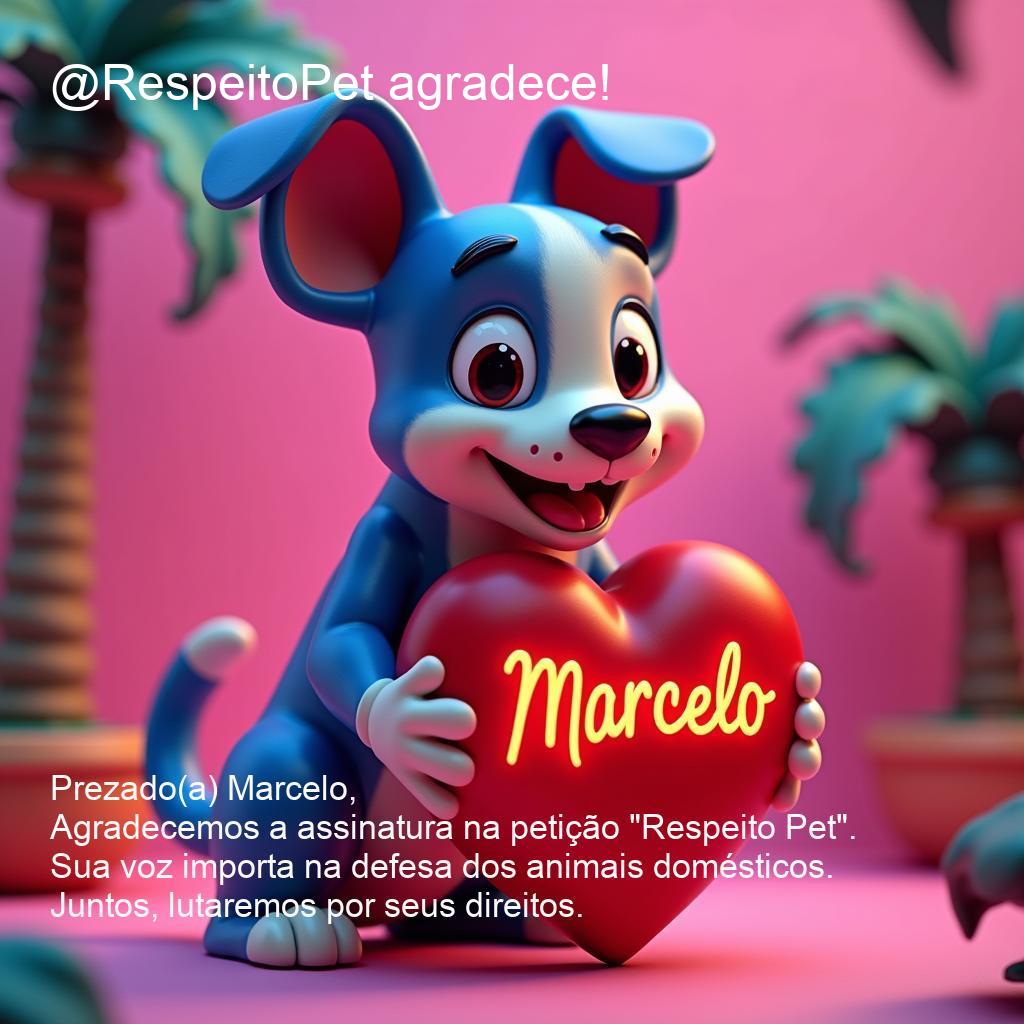 @RespeitoPet agradece!
Marcelo
Prezado(a) Marcelo,
Agradecemos a assinatura na petição "Respeito Pet".
Sua voz importa na defesa dos animais domésticos.
Juntos, lutaremos por seus direitos.